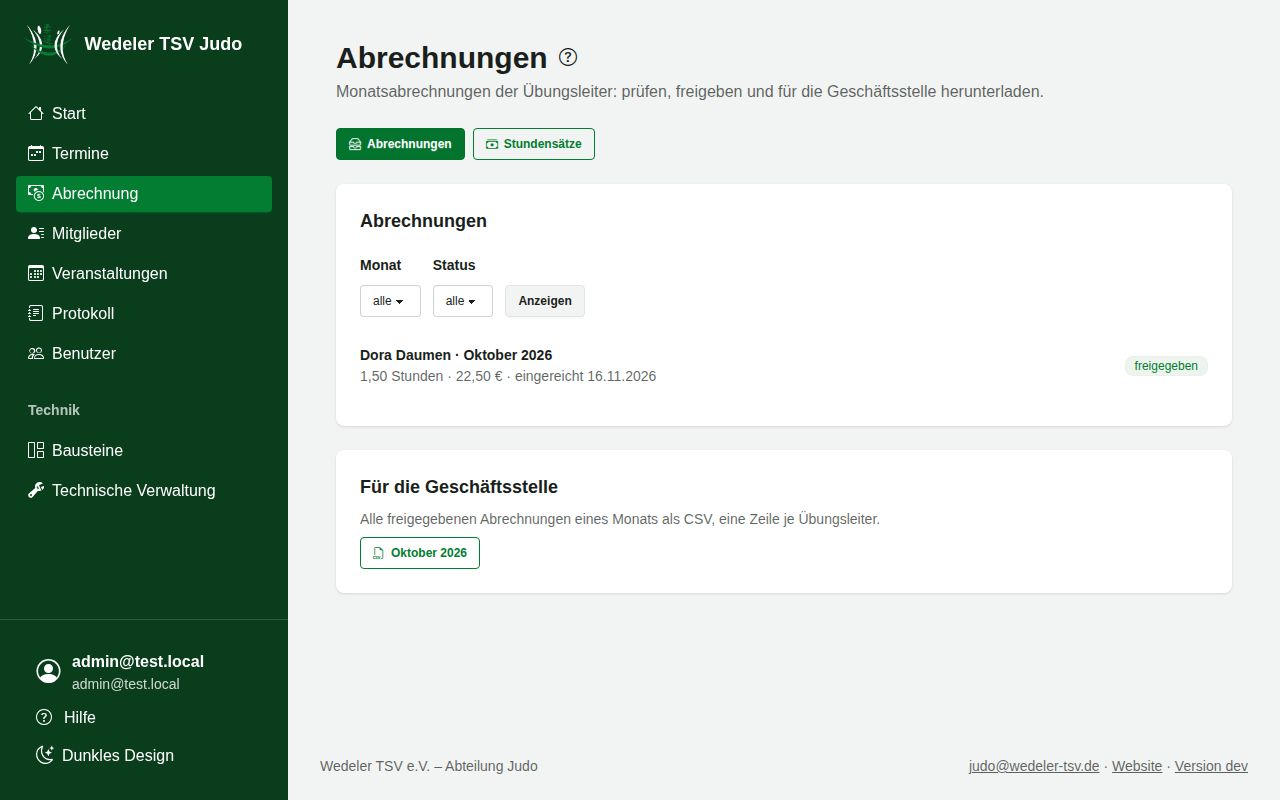 Wedeler TSV Judo
Start
Termine
Abrechnung
Mitglieder
Veranstaltungen
Protokoll
Benutzer
Technik
Bausteine
Technische Verwaltung
admin@test.local
admin@test.local
Hilfe
Dunkles Design
Abrechnungen
Monatsabrechnungen der Übungsleiter: prüfen, freigeben und für die Geschäftsstelle herunterladen.
Abrechnungen Stundensätze
Abrechnungen
Monat Status
alle alle Anzeigen
Dora Daumen · Oktober 2026
1,50 Stunden · 22,50 € · eingereicht 16.11.2026
freigegeben
Für die Geschäftsstelle
Alle freigegebenen Abrechnungen eines Monats als CSV, eine Zeile je Übungsleiter.
Oktober 2026
Wedeler TSV e.V. – Abteilung Judo
judo@wedeler-tsv.de · Website · Version dev